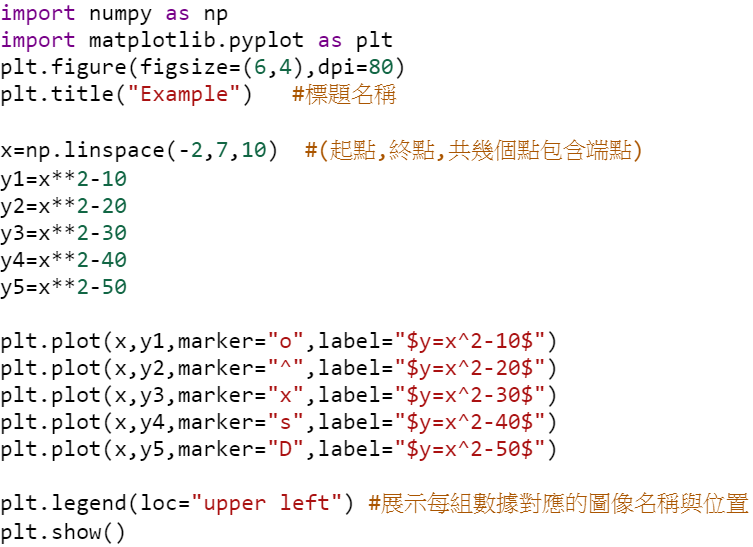 import numpy as np
import matplotlib.pyplot as plt
plt.figure(figsize=(6,4),dpi=80)
plt.title("Example")   #標題名稱
x=np.linspace(-2,7,10)  #(起點,終點,共幾個點包含端點)
y1=x**2-10
y2=x**2-20
y3=x**2-30
y4=x**2-40
y5=x**2-50
plt.plot(x,y1,marker="o",label="$y=x^2-10$")
plt.plot(x,y2,marker="^",label="$y=x^2-20$")
plt.plot(x,y3,marker="x",label="$y=x^2-30$")
plt.plot(x,y4,marker="s",label="$y=x^2-40$")
plt.plot(x,y5,marker="D",label="$y=x^2-50$")
plt.legend(loc="upper left") #展示每組數據對應的圖像名稱與位置
plt.show()